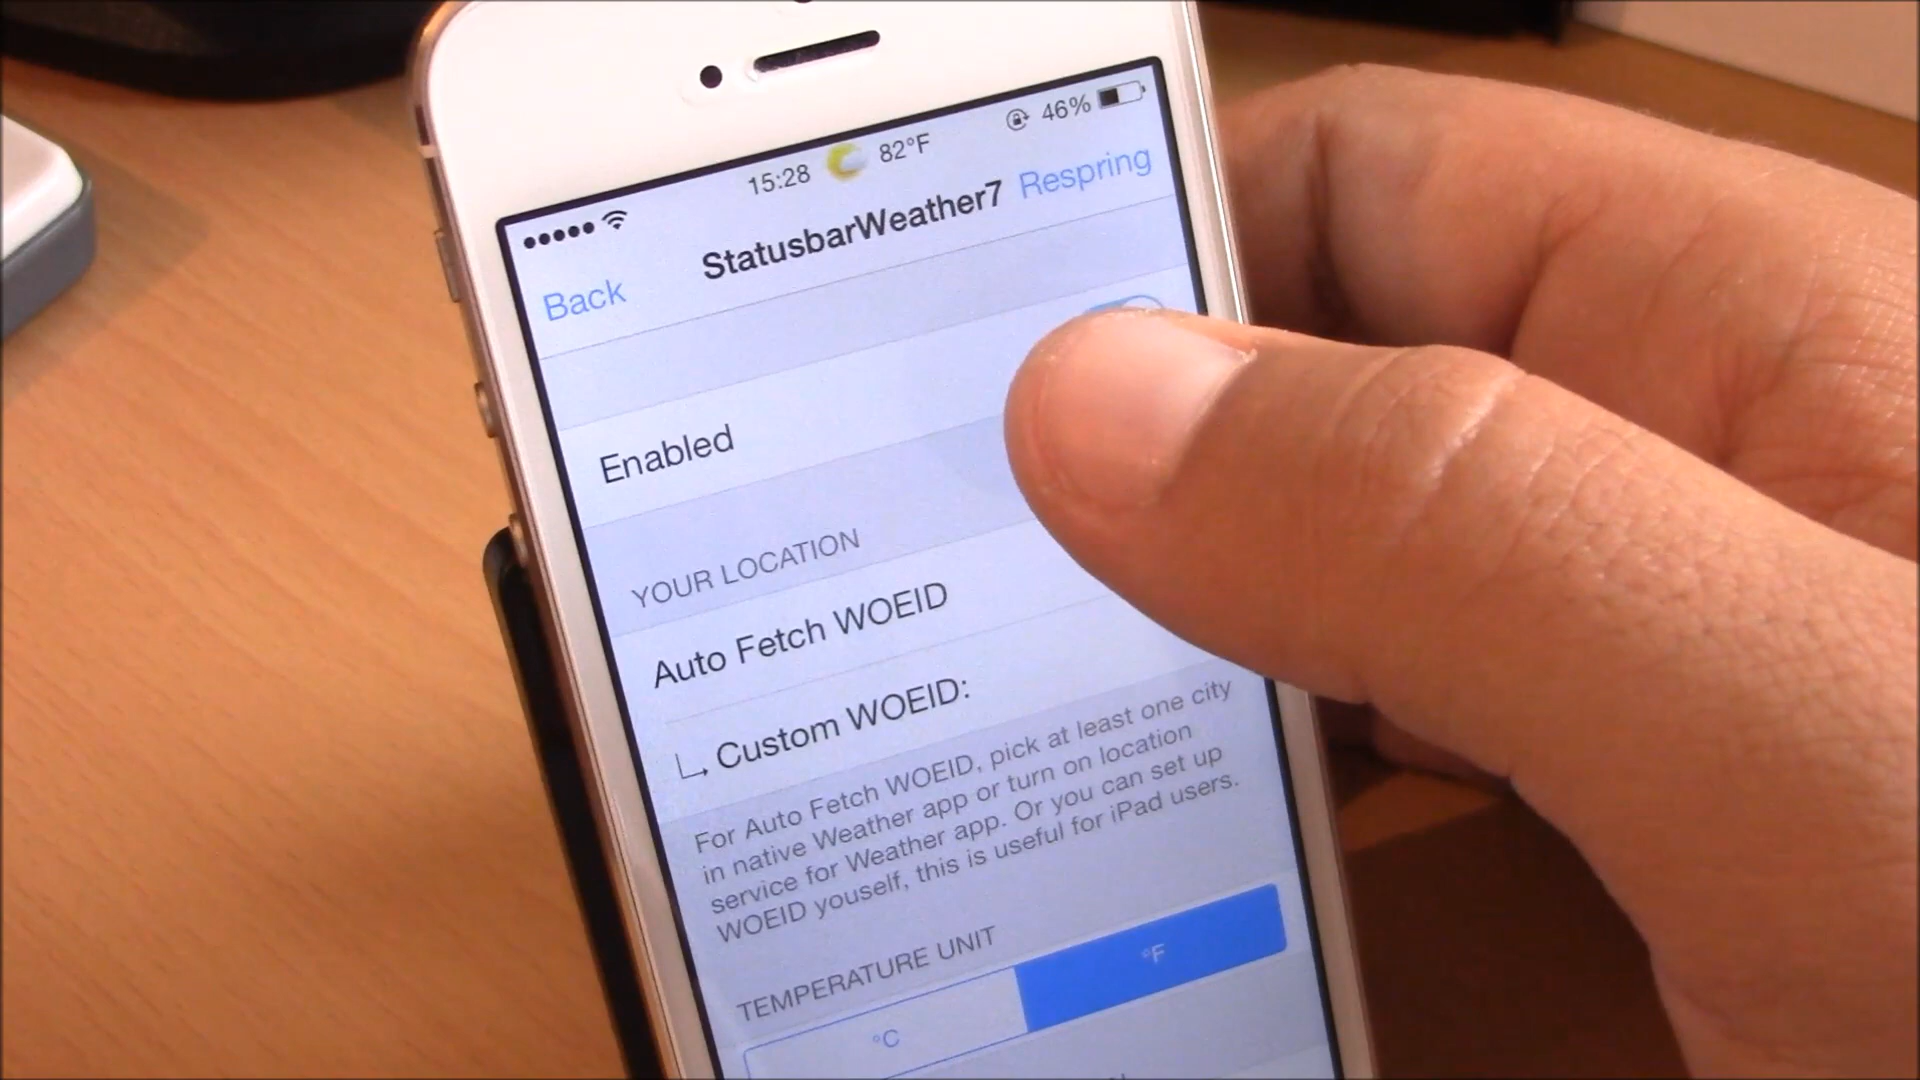 15:28 82°F 46%
Back StatusbarWeather7 Respring
Enabled
YOUR LOCATION
Auto Fetch WOEID
Custom WOEID:
For Auto Fetch WOEID, pick at least one city
in native Weather app or turn on location
service for Weather app. Or you can set up
WOEID youself, this is useful for iPad users.
TEMPERATURE UNIT
°C °F